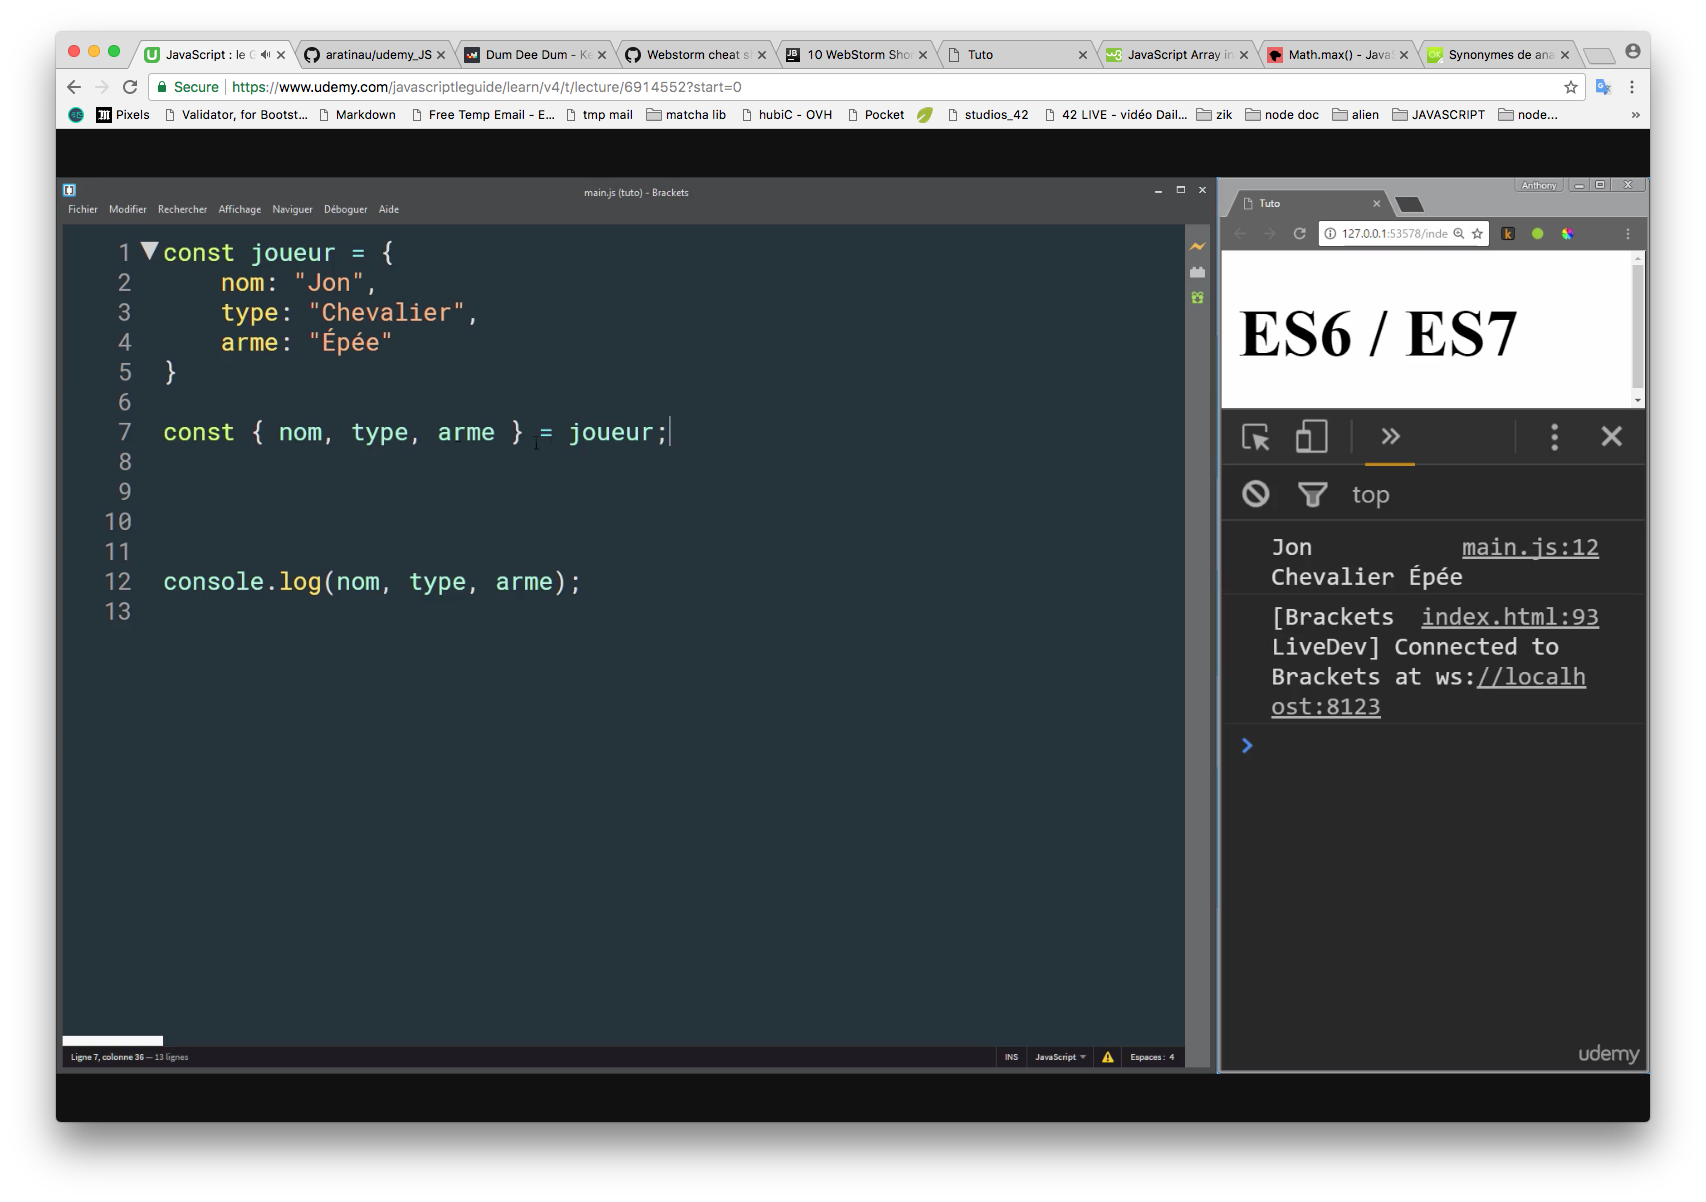 JavaScript : le G
aratinau/udemy_JS
Dum Dee Dum - Ke
Webstorm cheat s
10 WebStorm Sho
Tuto
JavaScript Array in
Math.max() - JavaS
Synonymes de ana
Secure
https://www.udemy.com/javascriptleguide/learn/v4/t/lecture/6914552?start=0
Pixels
Validator, for Bootst...
Markdown
Free Temp Email - E...
tmp mail
matcha lib
hubiC - OVH
Pocket
studios_42
42 LIVE - vidéo Dail...
zik
node doc
alien
JAVASCRIPT
node...
»
main.js (tuto) - Brackets
Fichier Modifier Rechercher Affichage Naviguer Déboguer Aide
1 const joueur = {
2 nom: "Jon",
3 type: "Chevalier",
4 arme: "Épée"
5 }
6
7 const { nom, type, arme } = joueur;
8
9
10
11
12 console.log(nom, type, arme);
13
Ligne 7, colonne 36 — 13 lignes
INS
JavaScript
Espaces : 4
Anthony
Tuto
127.0.0.1:53578/inde
ES6 / ES7
top
Jon main.js:12
Chevalier Épée
[Brackets index.html:93
LiveDev] Connected to
Brackets at ws://localh
ost:8123
udemy